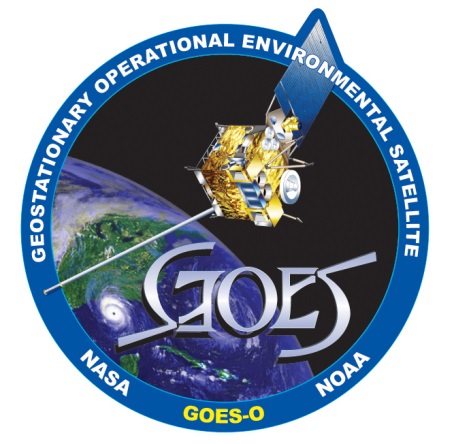 GEOSTATIONARY OPERATIONAL ENVIRONMENTAL SATELLITE
GOES
NASA
GOES-O
NOAA